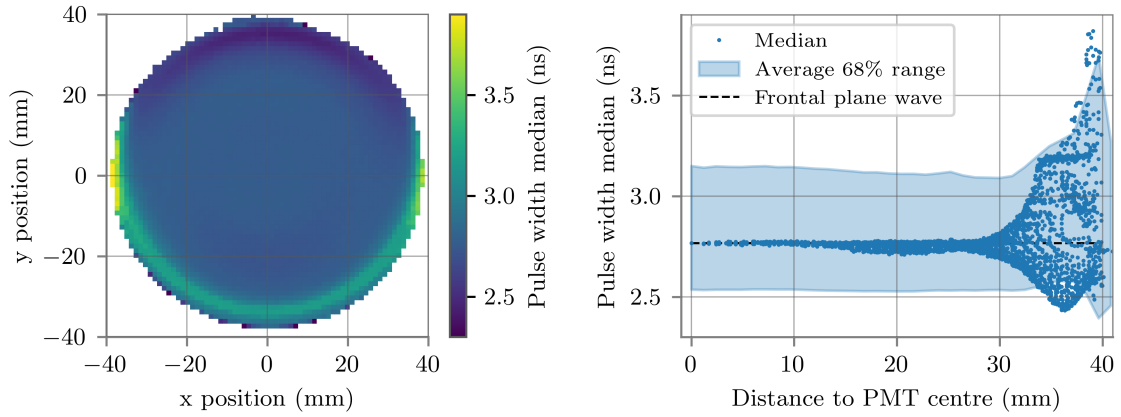 40
20
0
−20
−40
y position (mm)
−40
−20
0
20
40
x position (mm)
3.5
3.0
2.5
Pulse width median (ns)
3.5
3.0
2.5
Pulse width median (ns)
Median
Average 68% range
Frontal plane wave
0
10
20
30
40
Distance to PMT centre (mm)